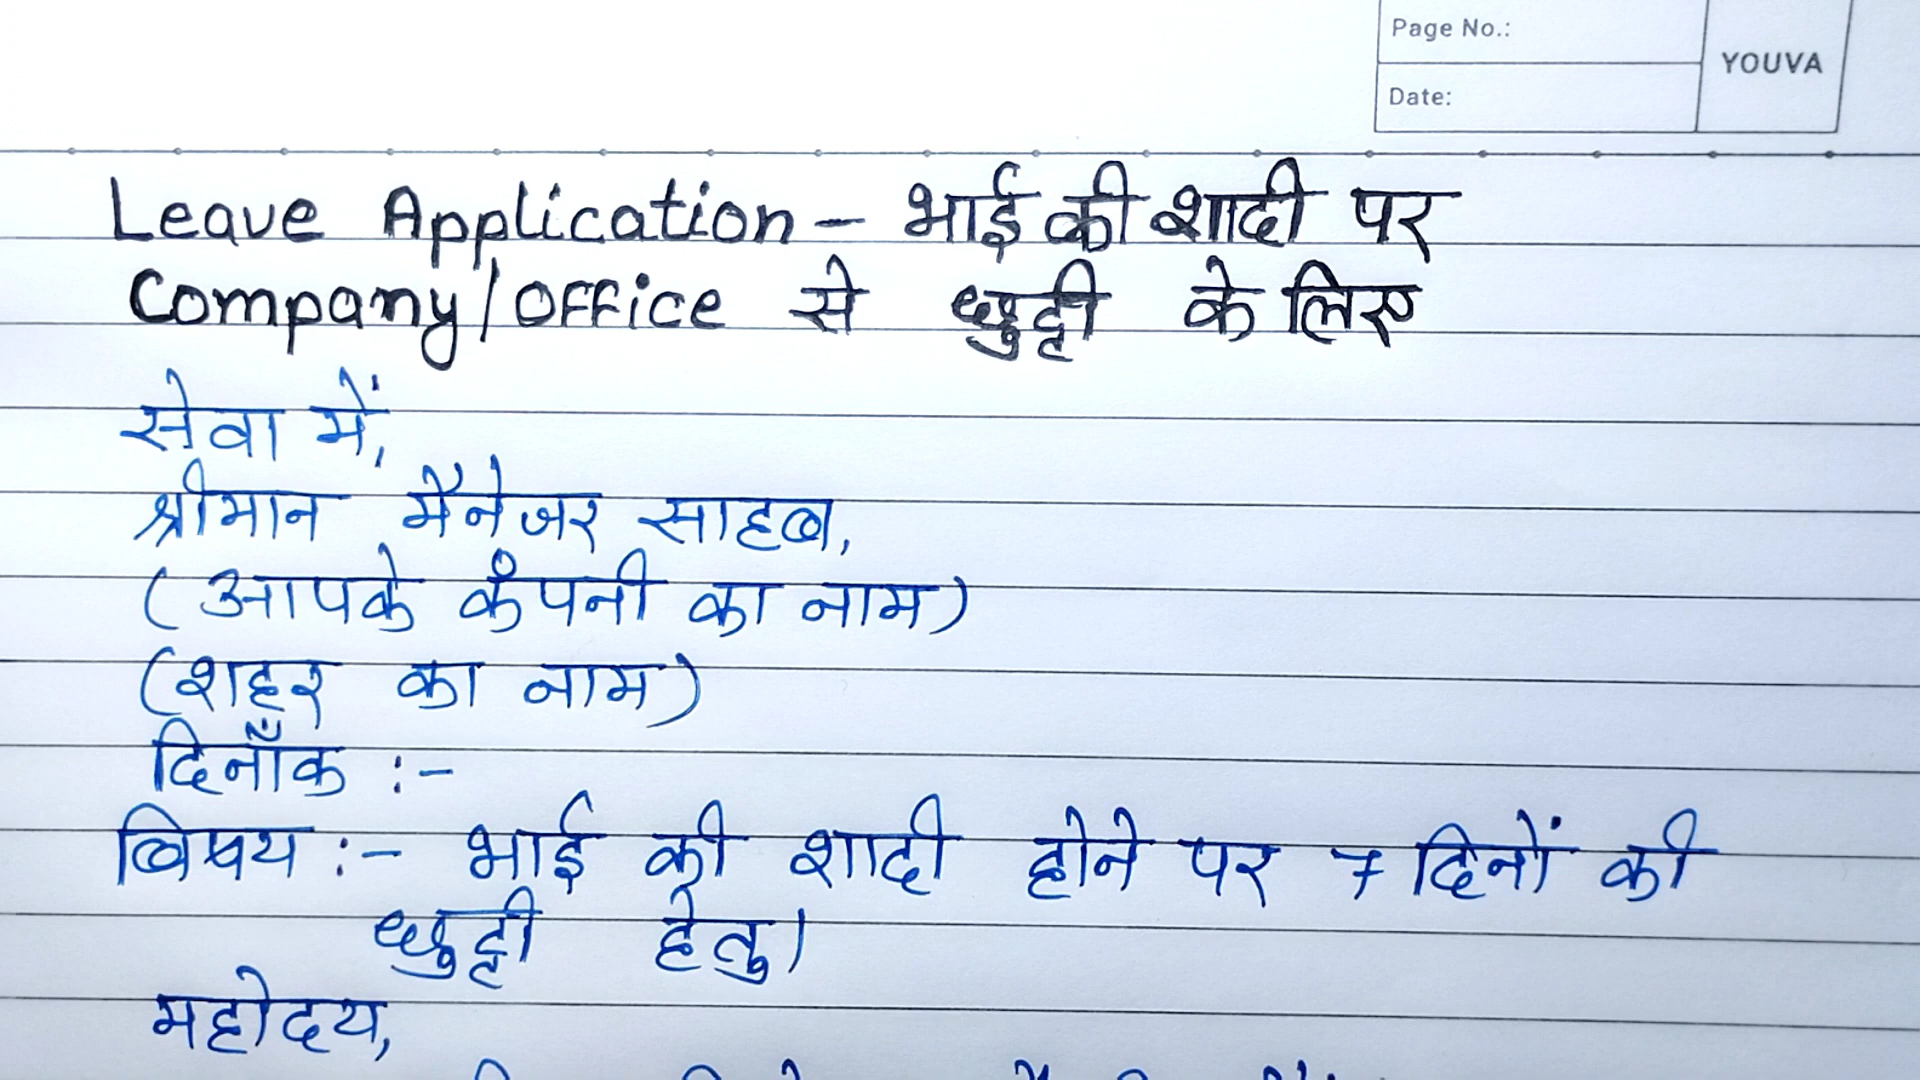 Page No.:
YOUVA
Date:
Leave Application - भाई की शादी पर
Company/Office से छुट्टी के लिए
सेवा में,
श्रीमान मैनेजर साहब,
(आपके कंपनी का नाम)
(शहर का नाम)
दिनाँक :-
बिषय :- भाई की शादी होने पर 7 दिनों की
छुट्टी हेतु।
महोदय,